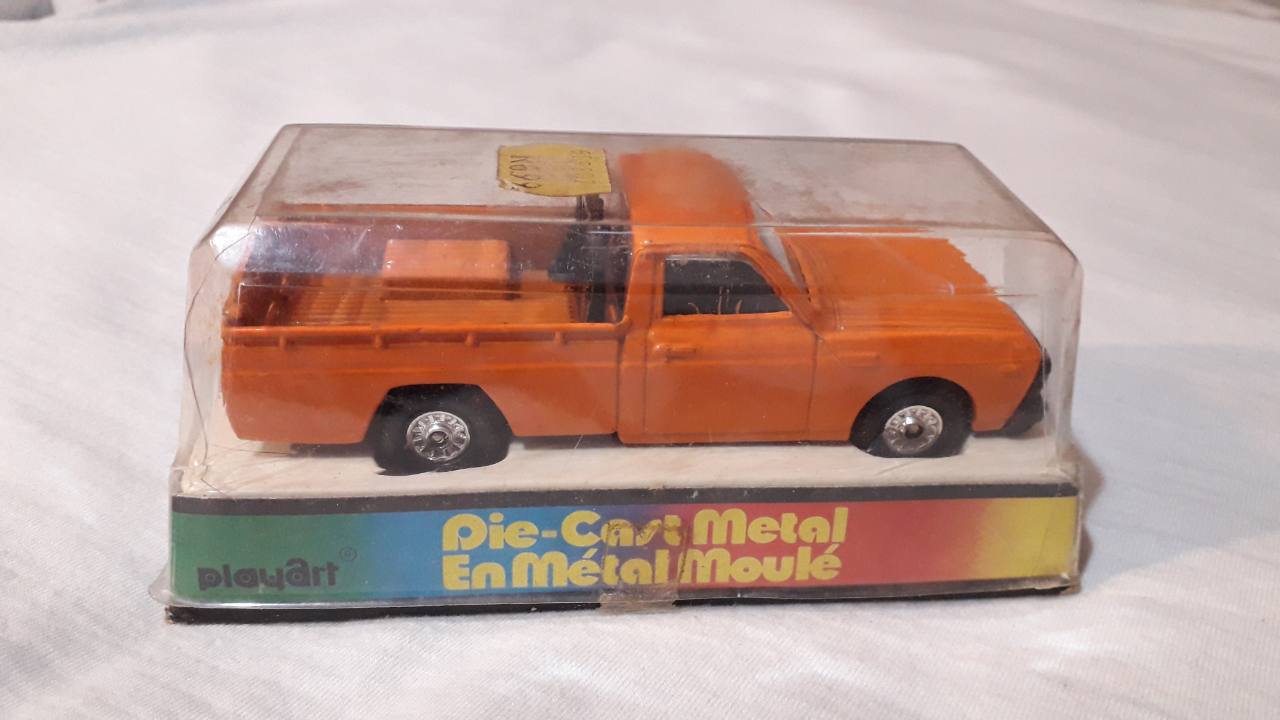 Die-Cast Metal
En Métal Moulé
playart ®